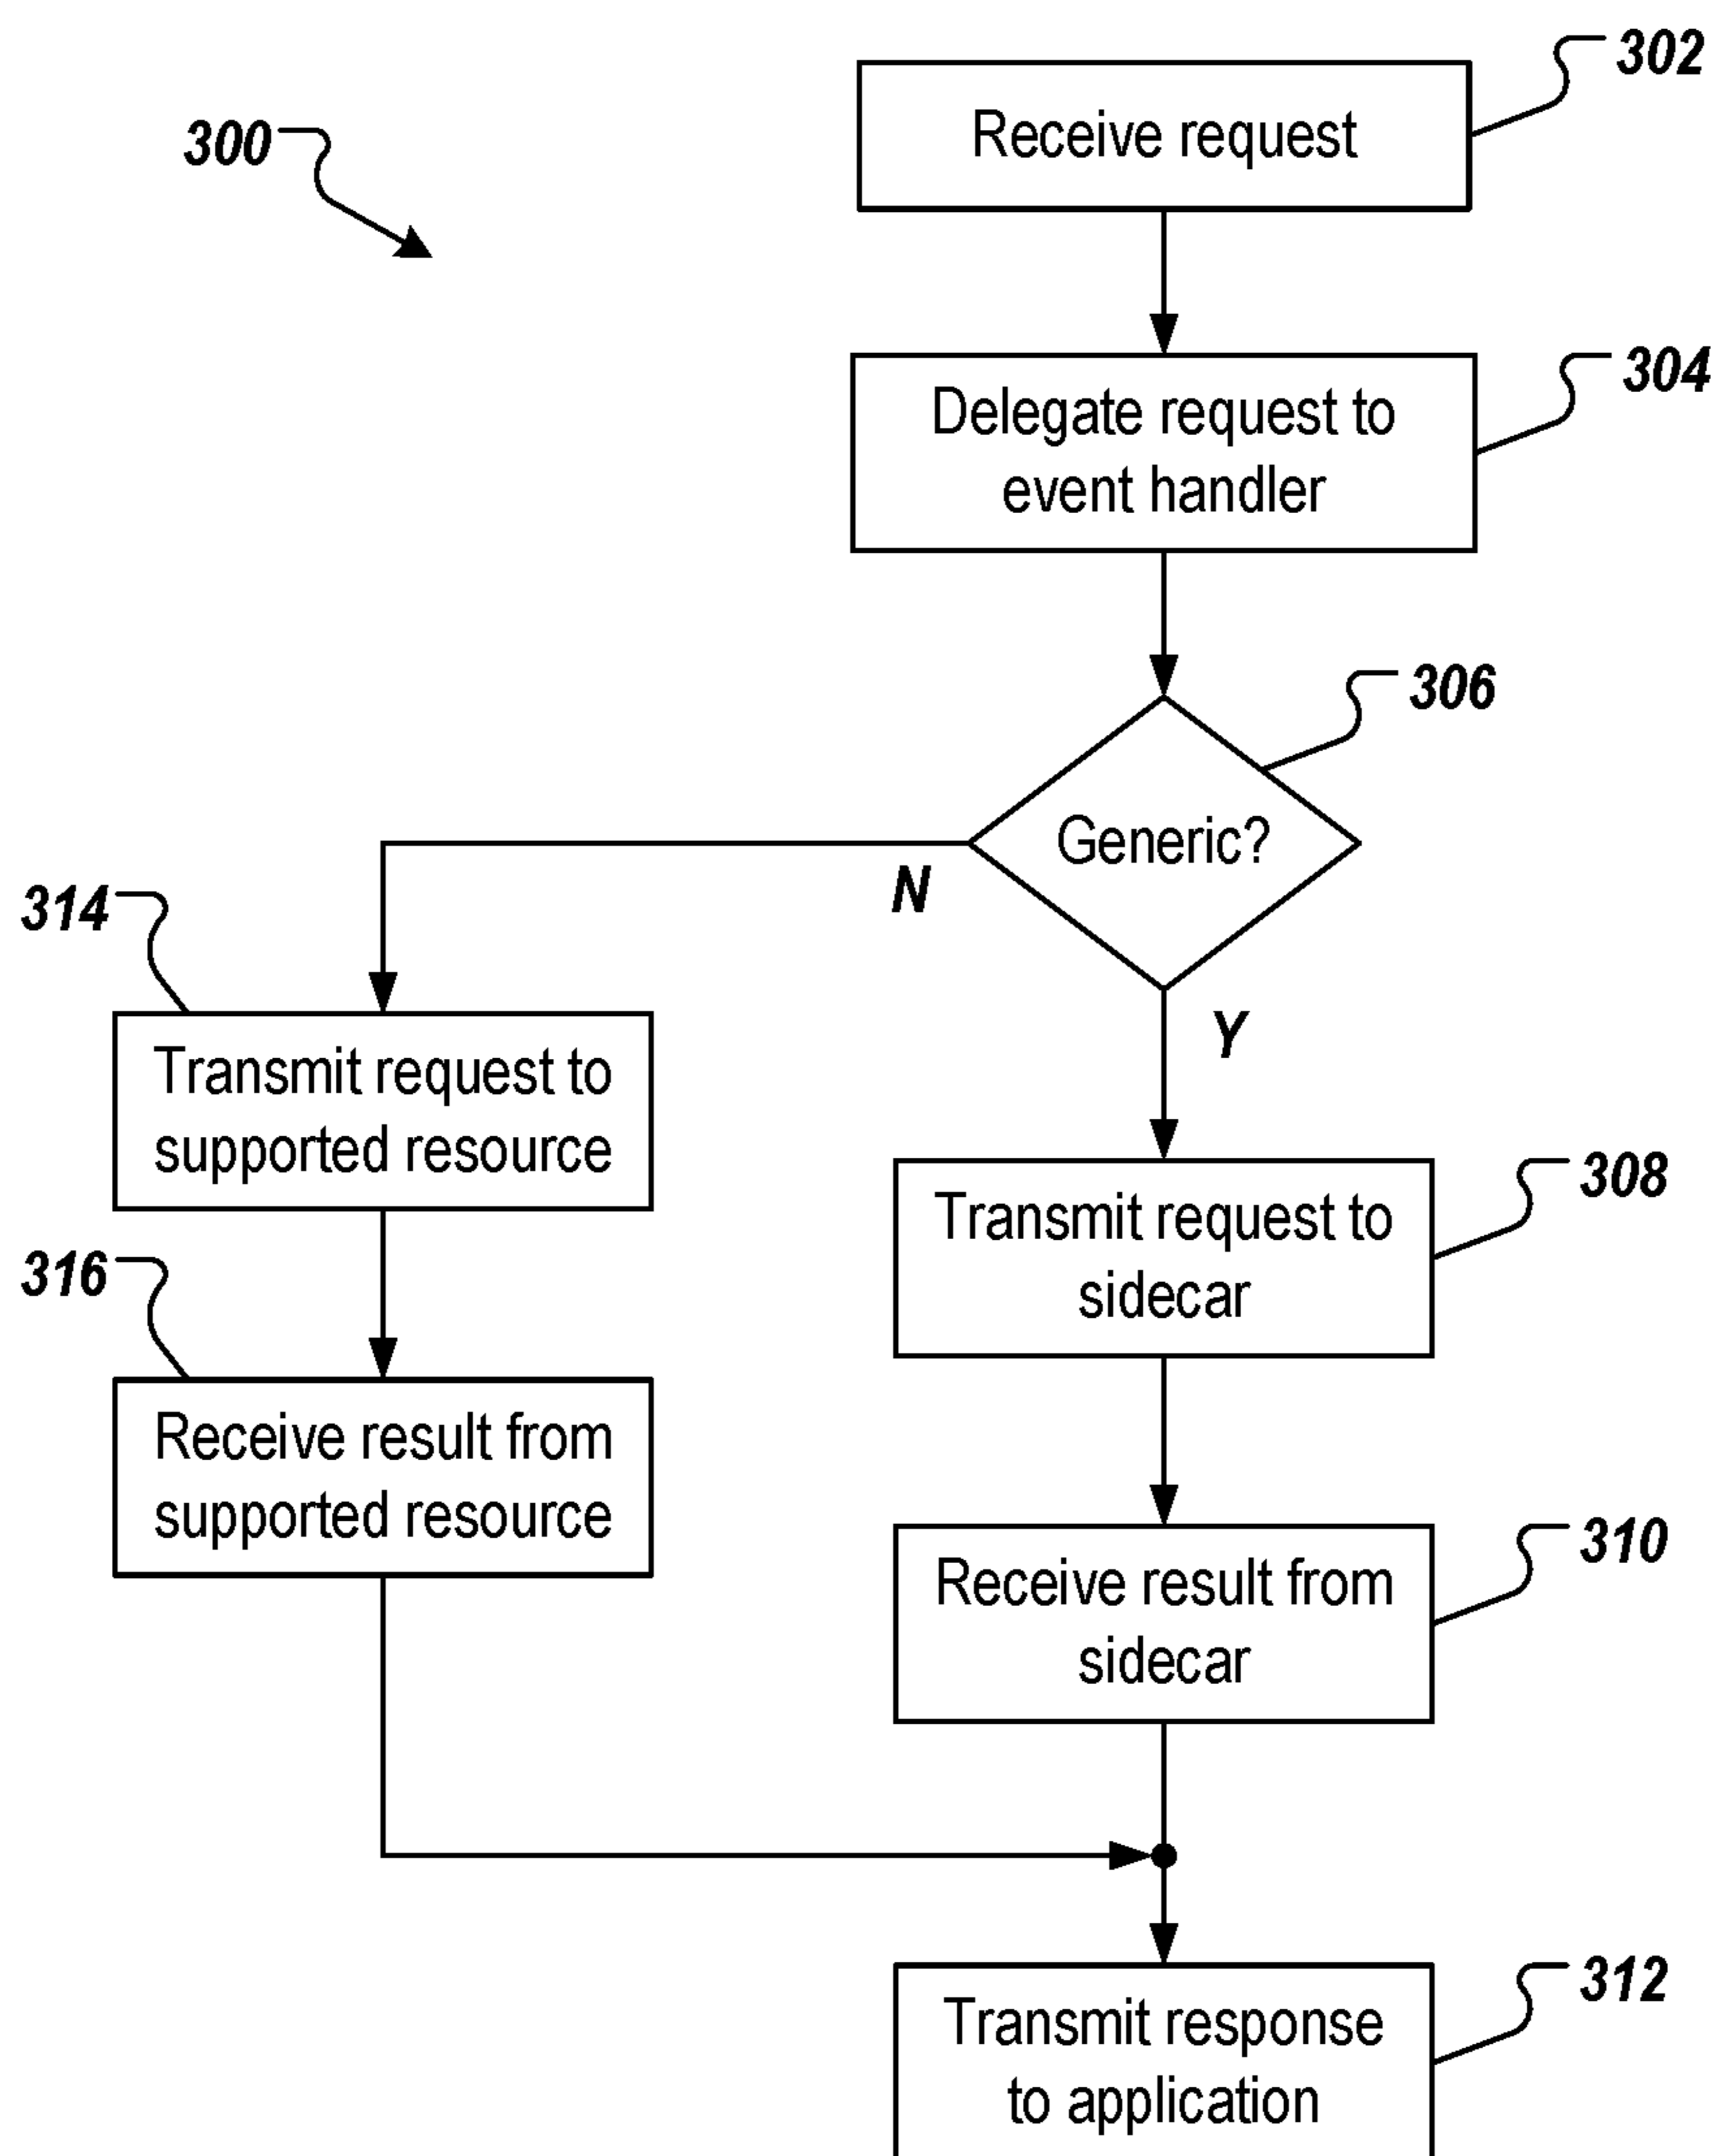 302
Receive request
300
304
Delegate request to
event handler
306
Generic?
N
Y
314
Transmit request to
supported resource
308
Transmit request to
sidecar
316
Receive result from
supported resource
310
Receive result from
sidecar
312
Transmit response
to application